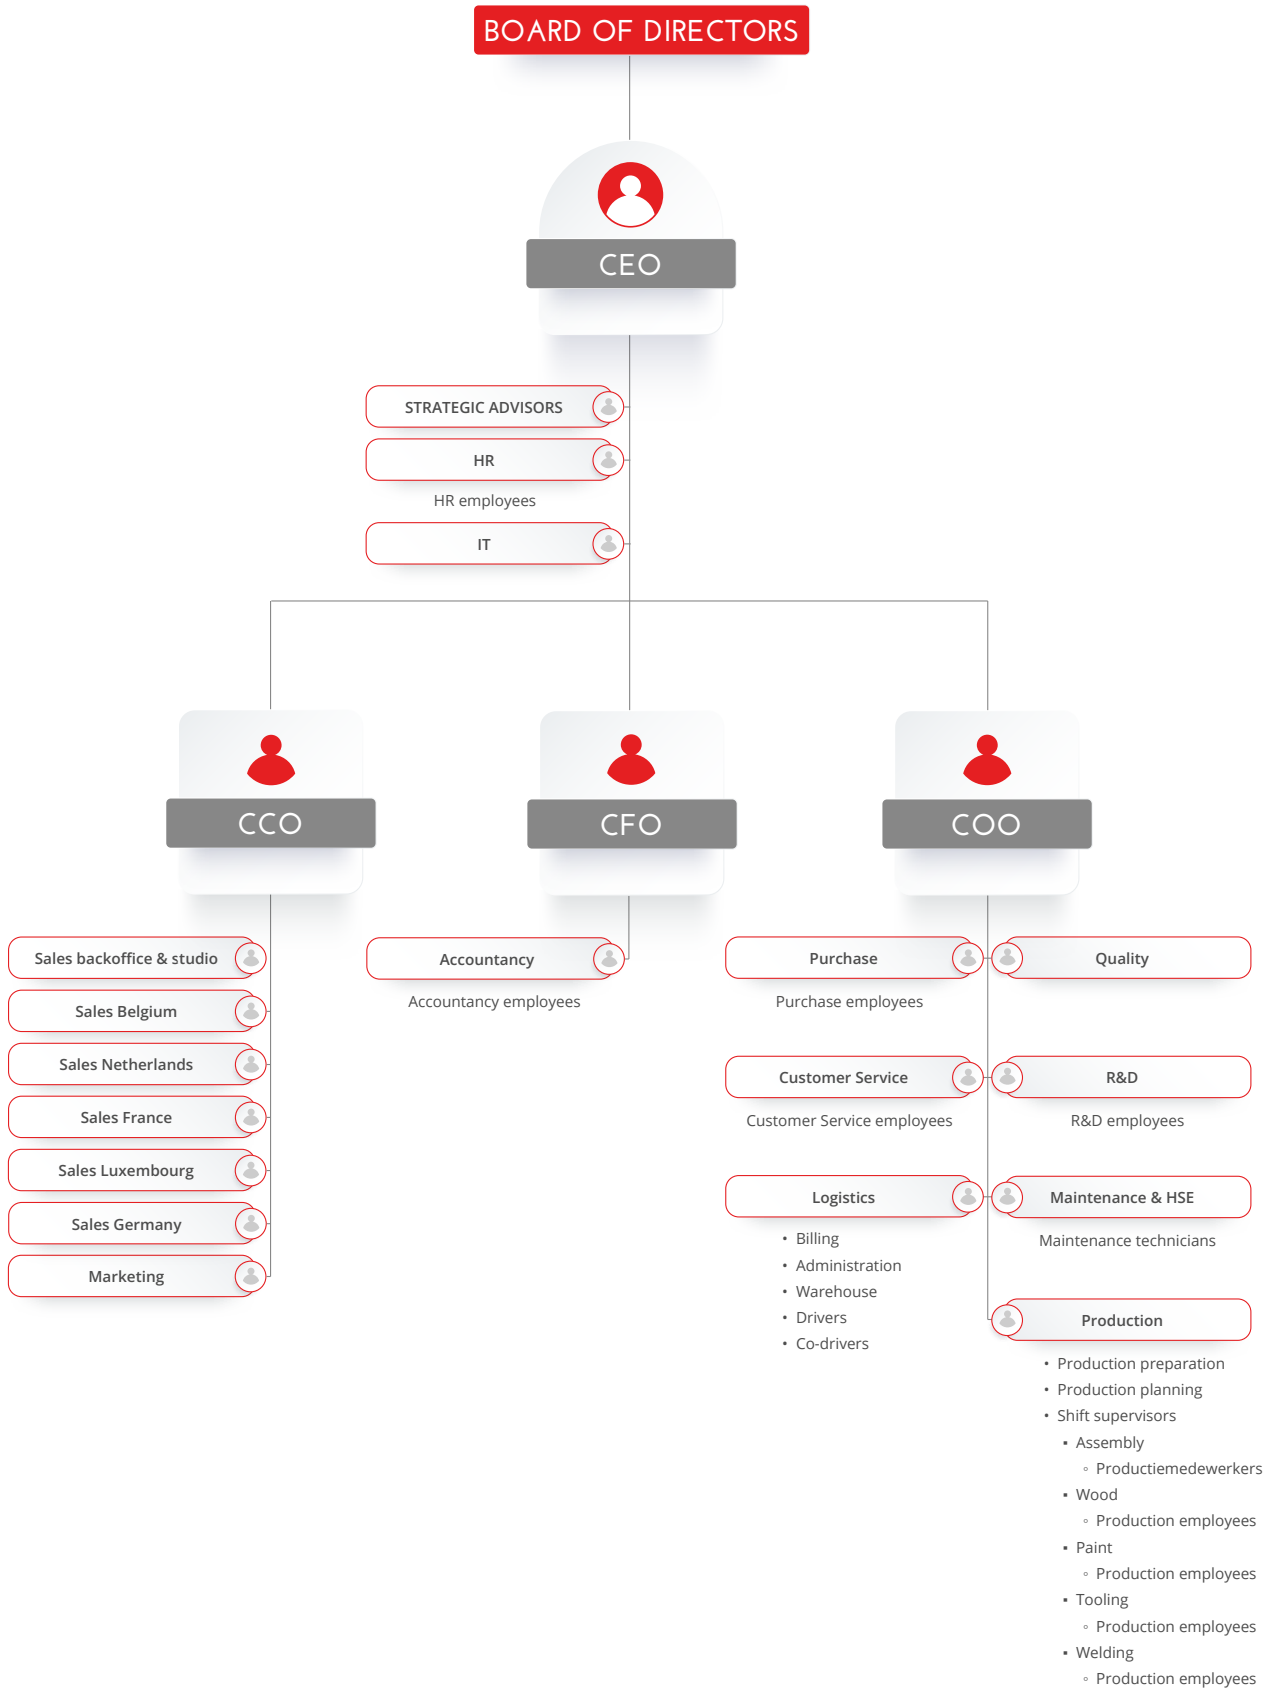 BOARD OF DIRECTORS
CEO
STRATEGIC ADVISORS
HR
HR employees
IT
CCO
CFO
COO
Sales backoffice & studio
Sales Belgium
Sales Netherlands
Sales France
Sales Luxembourg
Sales Germany
Marketing
Accountancy
Accountancy employees
Purchase
Purchase employees
Customer Service
Customer Service employees
Logistics
• Billing
• Administration
• Warehouse
• Drivers
• Co-drivers
Quality
R&D
R&D employees
Maintenance & HSE
Maintenance technicians
Production
• Production preparation
• Production planning
• Shift supervisors
▪ Assembly
◦ Productiemedewerkers
▪ Wood
◦ Production employees
▪ Paint
◦ Production employees
▪ Tooling
◦ Production employees
▪ Welding
◦ Production employees